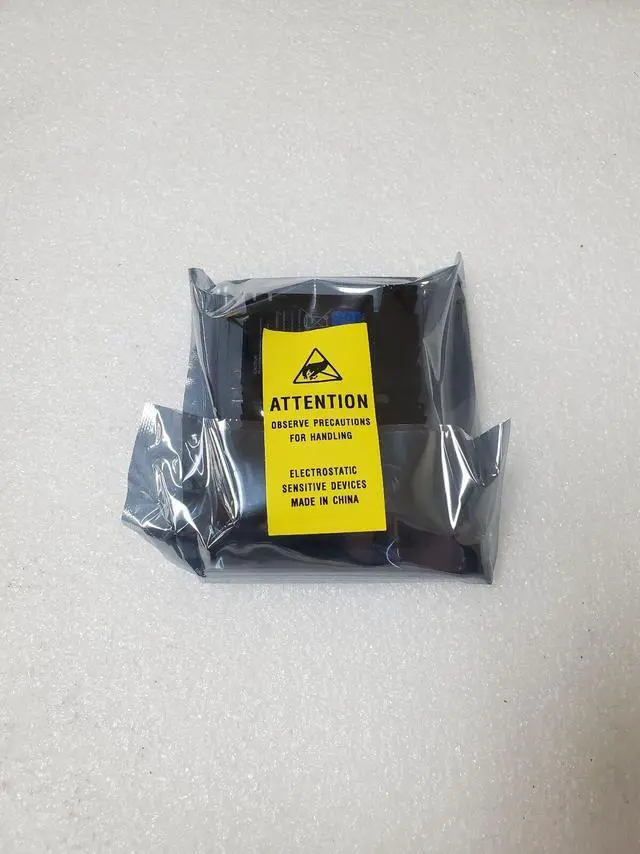 ATTENTION
OBSERVE PRECAUTIONS
FOR HANDLING
ELECTROSTATIC
SENSITIVE DEVICES
MADE IN CHINA